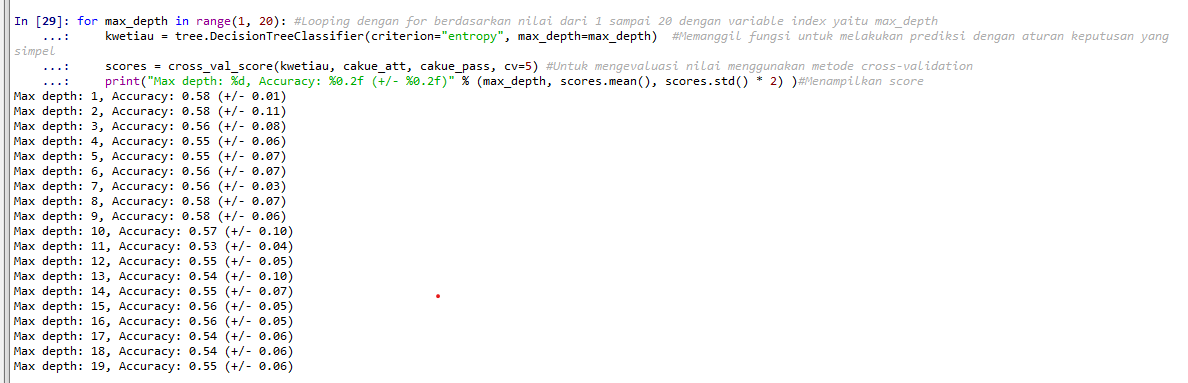 In [29]: for max_depth in range(1, 20): #Looping dengan for berdasarkan nilai dari 1 sampai 20 dengan variable index yaitu max_depth
...: kwetiau = tree.DecisionTreeClassifier(criterion="entropy", max_depth=max_depth) #Memanggil fungsi untuk melakukan prediksi dengan aturan keputusan yang
simpel
...: scores = cross_val_score(kwetiau, cakue_att, cakue_pass, cv=5) #Untuk mengevaluasi nilai menggunakan metode cross-validation
...: print("Max depth: %d, Accuracy: %0.2f (+/- %0.2f)" % (max_depth, scores.mean(), scores.std() * 2) )#Menampilkan score
Max depth: 1, Accuracy: 0.58 (+/- 0.01)
Max depth: 2, Accuracy: 0.58 (+/- 0.11)
Max depth: 3, Accuracy: 0.56 (+/- 0.08)
Max depth: 4, Accuracy: 0.55 (+/- 0.06)
Max depth: 5, Accuracy: 0.55 (+/- 0.07)
Max depth: 6, Accuracy: 0.56 (+/- 0.07)
Max depth: 7, Accuracy: 0.56 (+/- 0.03)
Max depth: 8, Accuracy: 0.58 (+/- 0.07)
Max depth: 9, Accuracy: 0.58 (+/- 0.06)
Max depth: 10, Accuracy: 0.57 (+/- 0.10)
Max depth: 11, Accuracy: 0.53 (+/- 0.04)
Max depth: 12, Accuracy: 0.55 (+/- 0.05)
Max depth: 13, Accuracy: 0.54 (+/- 0.10)
Max depth: 14, Accuracy: 0.55 (+/- 0.07)
Max depth: 15, Accuracy: 0.56 (+/- 0.05)
Max depth: 16, Accuracy: 0.56 (+/- 0.05)
Max depth: 17, Accuracy: 0.54 (+/- 0.06)
Max depth: 18, Accuracy: 0.54 (+/- 0.06)
Max depth: 19, Accuracy: 0.55 (+/- 0.06)